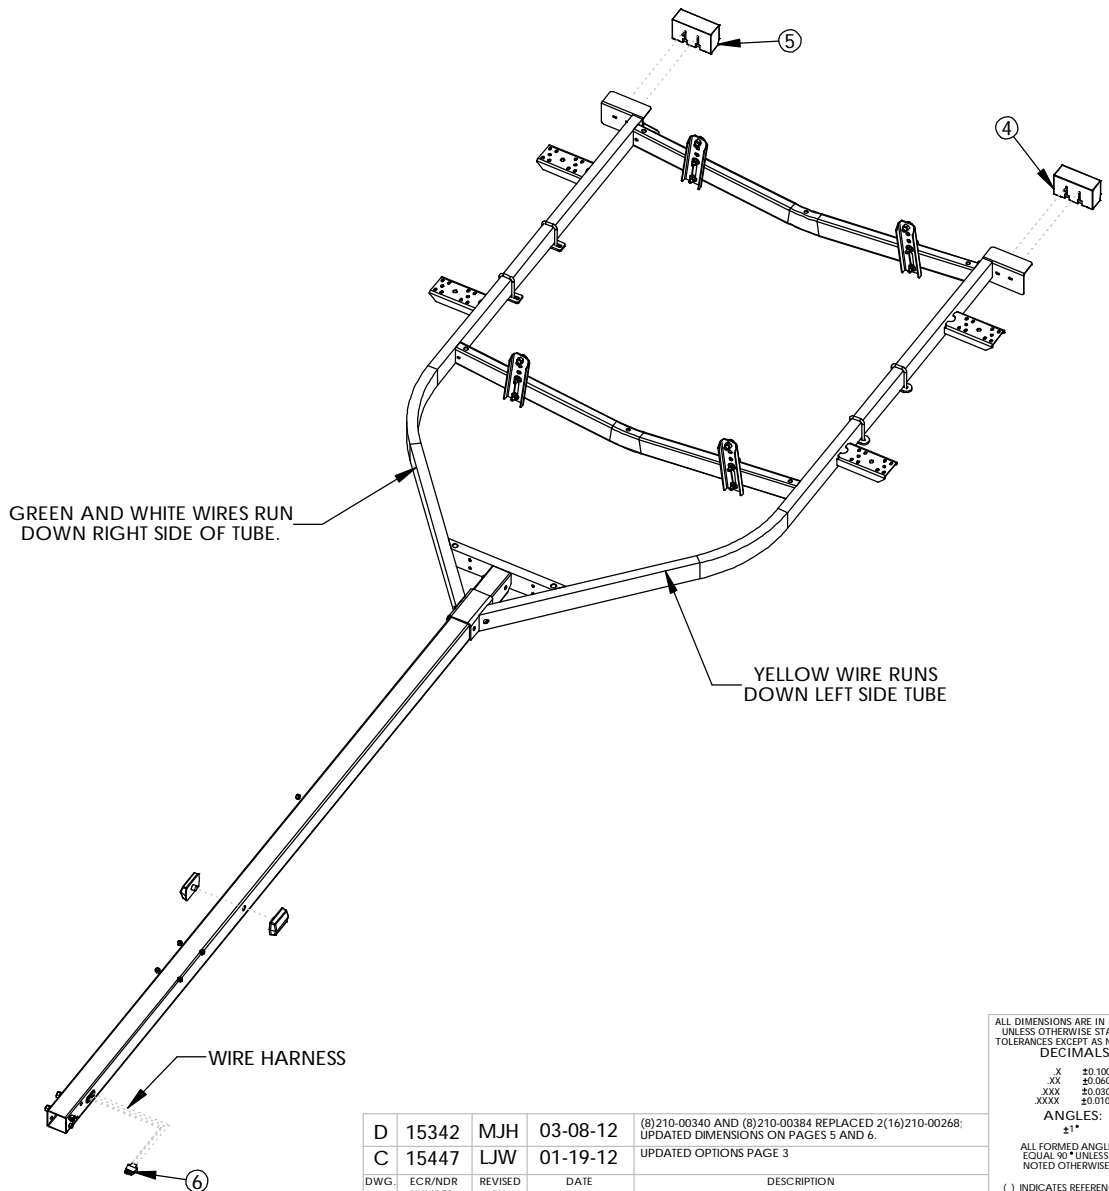 5
4
GREEN AND WHITE WIRES RUN
DOWN RIGHT SIDE OF TUBE.
YELLOW WIRE RUNS
DOWN LEFT SIDE TUBE
WIRE HARNESS
6
D 15342 MJH 03-08-12 (8)210-00340 AND (8)210-00384 REPLACED 2(16)210-00268;
UPDATED DIMENSIONS ON PAGES 5 AND 6.
C 15447 LJW 01-19-12 UPDATED OPTIONS PAGE 3
DWG. ECR/NDR REVISED DATE DESCRIPTION
ALL DIMENSIONS ARE IN
UNLESS OTHERWISE
TOLERANCES EXCEPT AS
DECIMALS
.X ±0.100
.XX ±0.060
.XXX ±0.030
.XXXX ±0.010
ANGLES:
±1°
ALL FORMED
EQUAL 90° UNLESS
NOTED OTHERWISE
( ) INDICATES